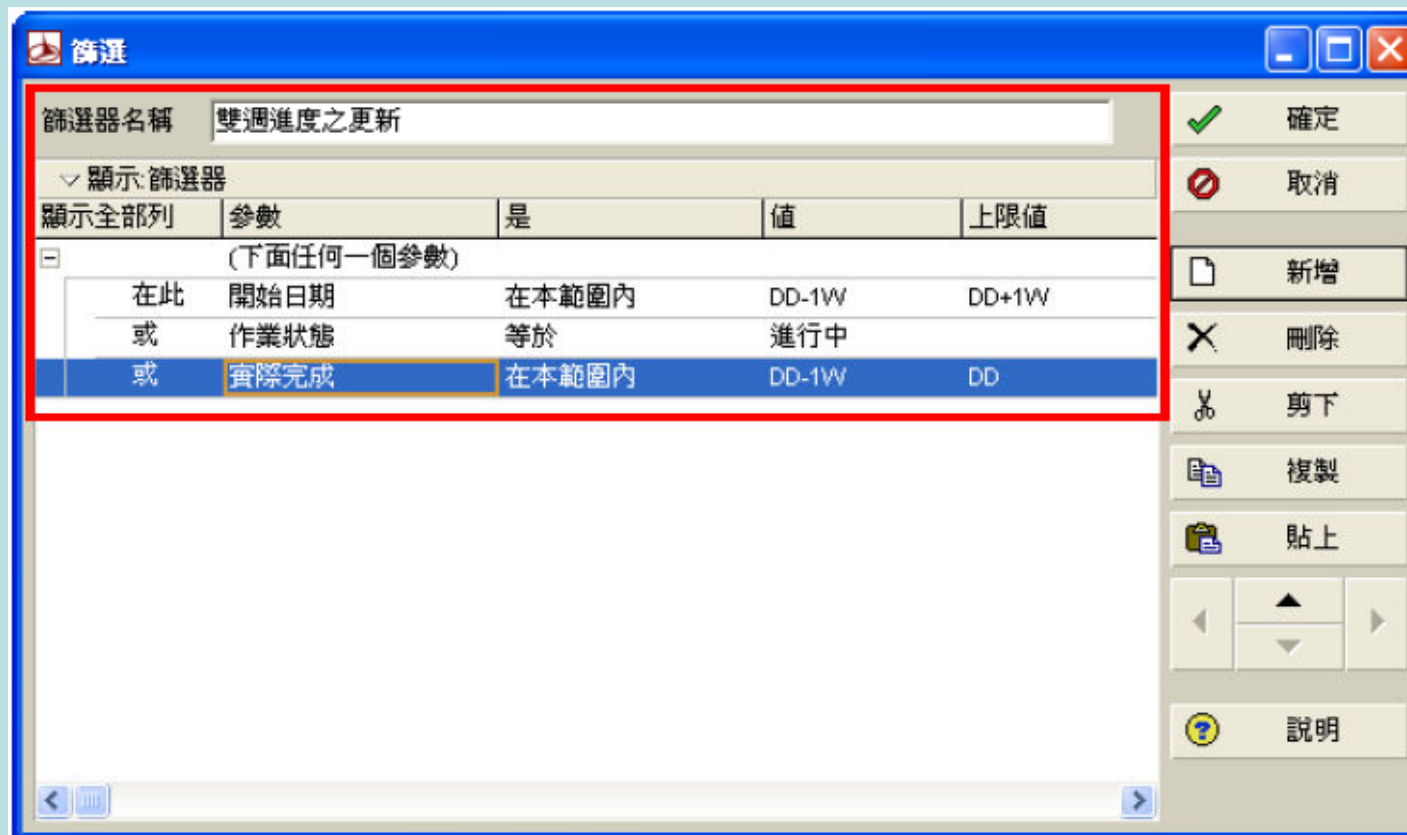 篩選
篩選器名稱 雙週進度之更新
顯示:篩選器
顯示全部列 參數 是 值 上限值
(下面任何一個參數)
在此 開始日期 在本範圍內 DD-1W DD+1W
或 作業狀態 等於 進行中
或 實際完成 在本範圍內 DD-1W DD
確定
取消
新增
刪除
剪下
複製
貼上
說明